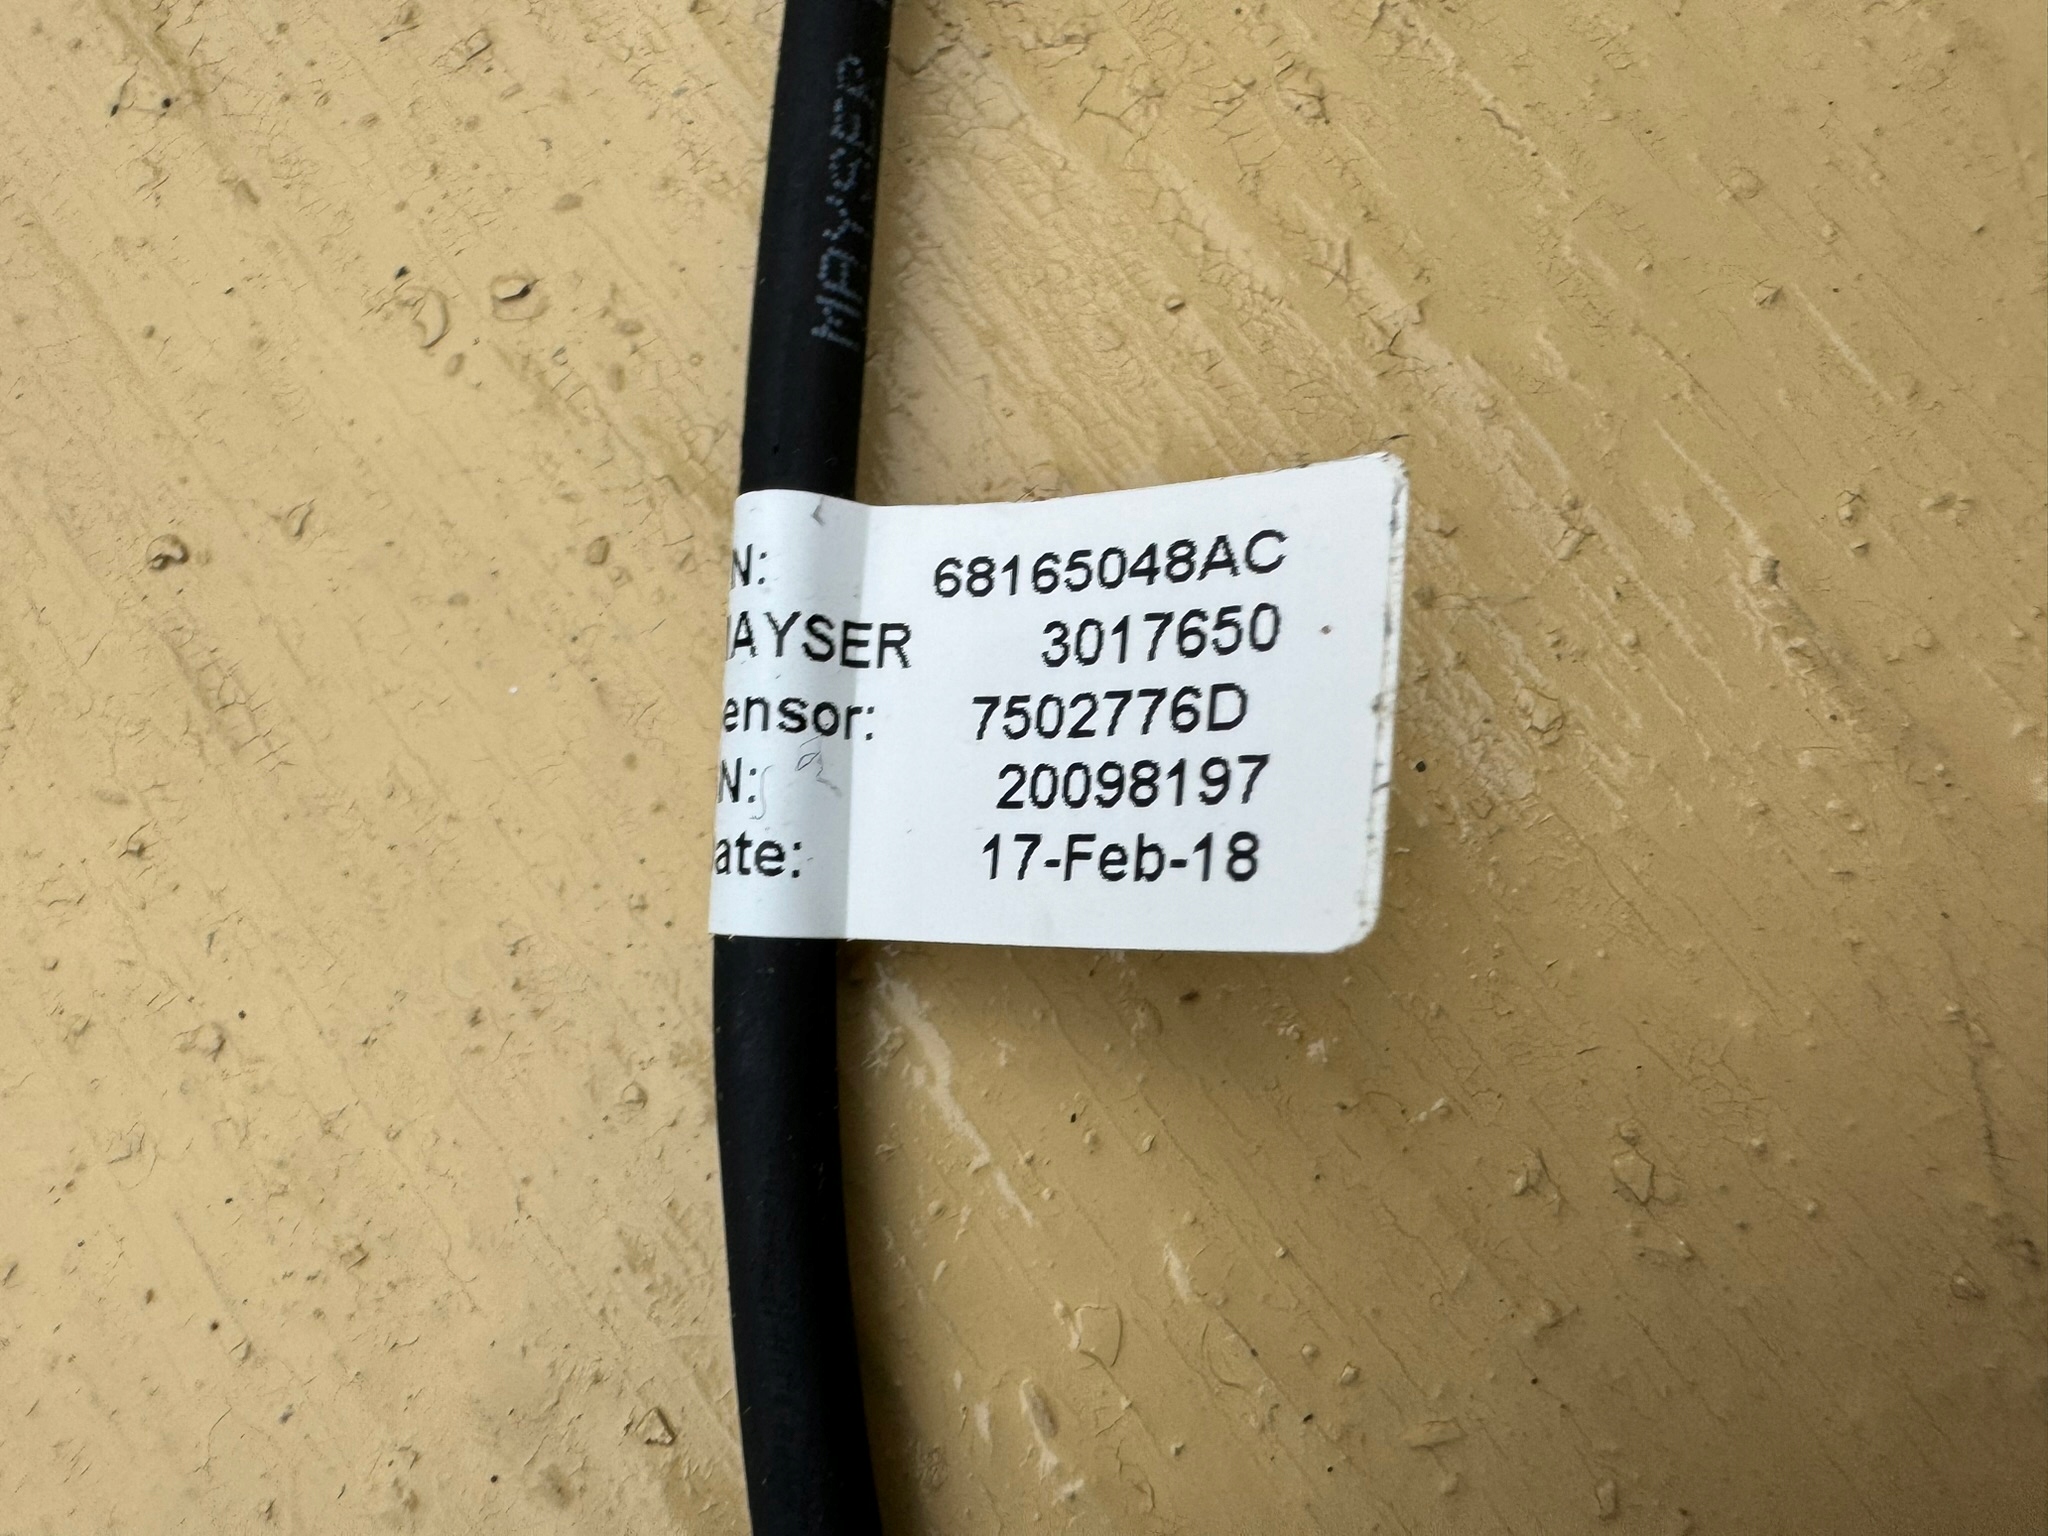 N: 68165048AC
AYSER 3017650
ensor: 7502776D
N: 20098197
ate: 17-Feb-18